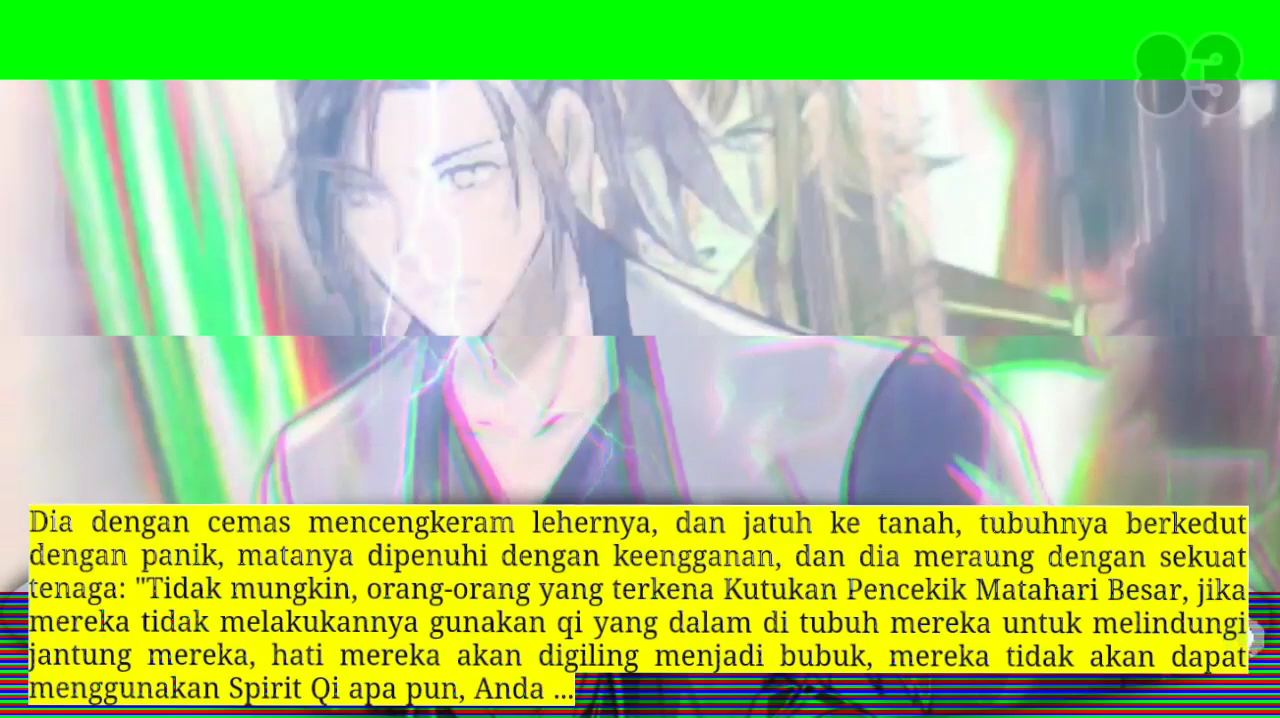 83
Dia dengan cemas mencengkeram lehernya, dan jatuh ke tanah, tubuhnya berkedut
dengan panik, matanya dipenuhi dengan keengganan, dan dia meraung dengan sekuat
tenaga: "Tidak mungkin, orang-orang yang terkena Kutukan Pencekik Matahari Besar, jika
mereka tidak melakukannya gunakan qi yang dalam di tubuh mereka untuk melindungi
jantung mereka, hati mereka akan digiling menjadi bubuk, mereka tidak akan dapat
menggunakan Spirit Qi apa pun, Anda ...